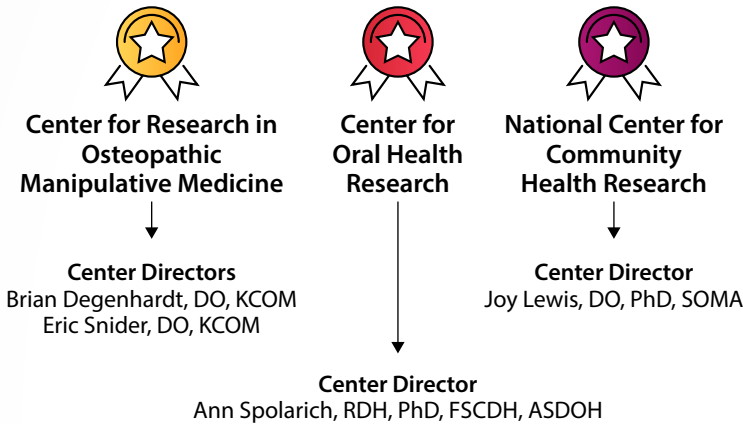 Center for Research in
Osteopathic
Manipulative Medicine
Center Directors
Brian Degenhardt, DO, KCOM
Eric Snider, DO, KCOM
Center for
Oral Health
Research
Center Director
Ann Spolarich, RDH, PhD, FSCDH, ASDOH
National Center for
Community
Health Research
Center Director
Joy Lewis, DO, PhD, SOMA